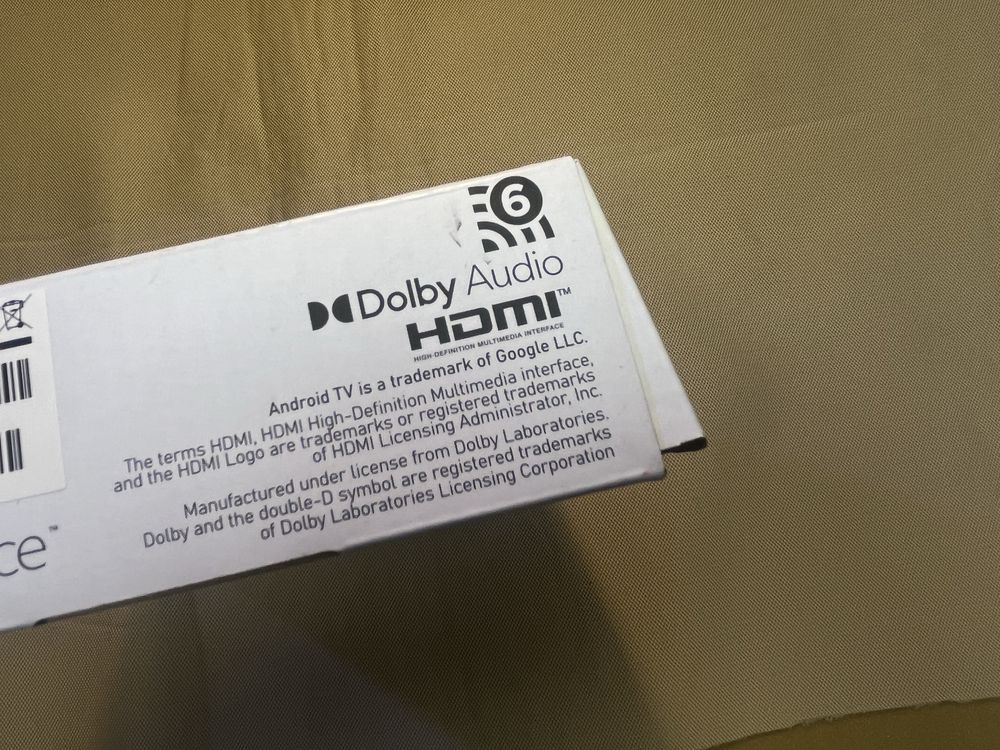 6
Dolby Audio
HDMI™
HIGH-DEFINITION MULTIMEDIA INTERFACE
Android TV is a trademark of Google LLC.
The terms HDMI, HDMI High-Definition Multimedia interface,
and the HDMI Logo are trademarks or registered trademarks
of HDMI Licensing Administrator, Inc.
Manufactured under license from Dolby Laboratories.
Dolby and the double-D symbol are registered trademarks
of Dolby Laboratories Licensing Corporation
ce™